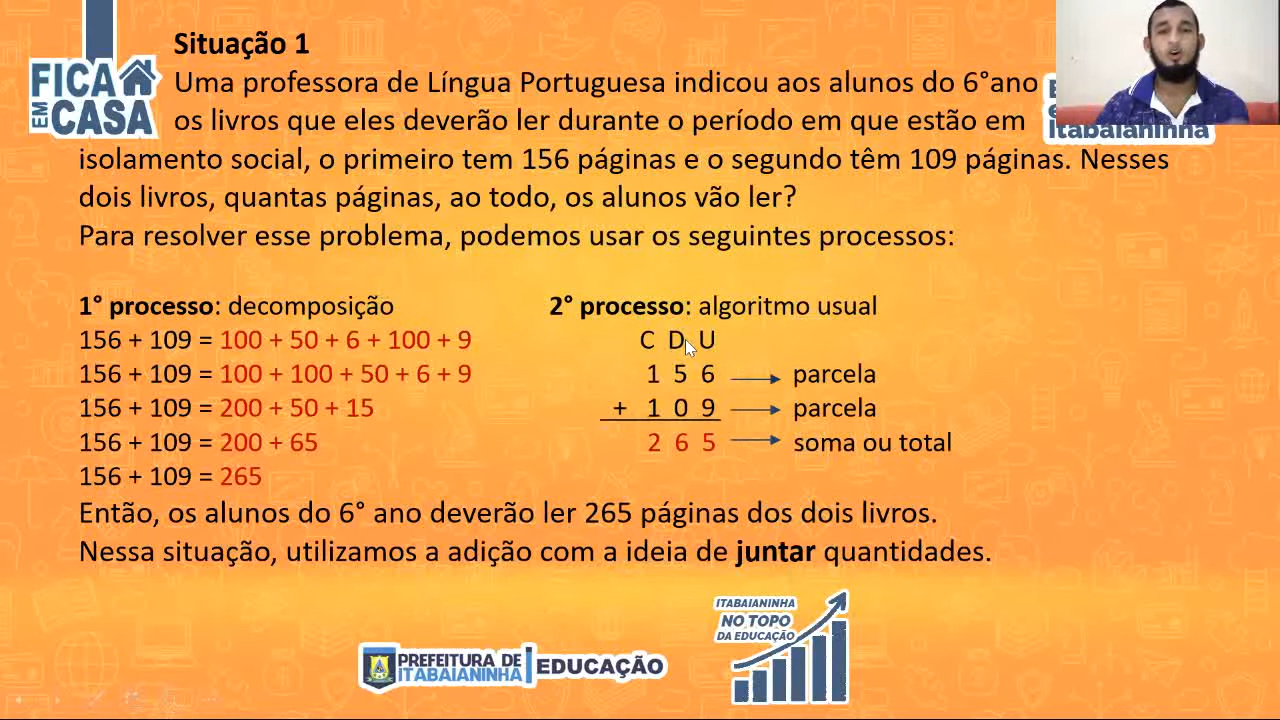 Situação 1
FICA
EM
CASA
Uma professora de Língua Portuguesa indicou aos alunos do 6°ano
os livros que eles deverão ler durante o período em que estão em
Itabaianinha
isolamento social, o primeiro tem 156 páginas e o segundo têm 109 páginas. Nesses
dois livros, quantas páginas, ao todo, os alunos vão ler?
Para resolver esse problema, podemos usar os seguintes processos:
1° processo: decomposição
156 + 109 = 100 + 50 + 6 + 100 + 9
156 + 109 = 100 + 100 + 50 + 6 + 9
156 + 109 = 200 + 50 + 15
156 + 109 = 200 + 65
156 + 109 = 265
2° processo: algoritmo usual
C D U
1 5 6 parcela
+ 1 0 9 parcela
2 6 5 soma ou total
Então, os alunos do 6° ano deverão ler 265 páginas dos dois livros.
Nessa situação, utilizamos a adição com a ideia de juntar quantidades.
ITABAIANINHA
NO TOPO
DA EDUCAÇÃO
PREFEITURA DE
ITABAIANINHA
EDUCAÇÃO